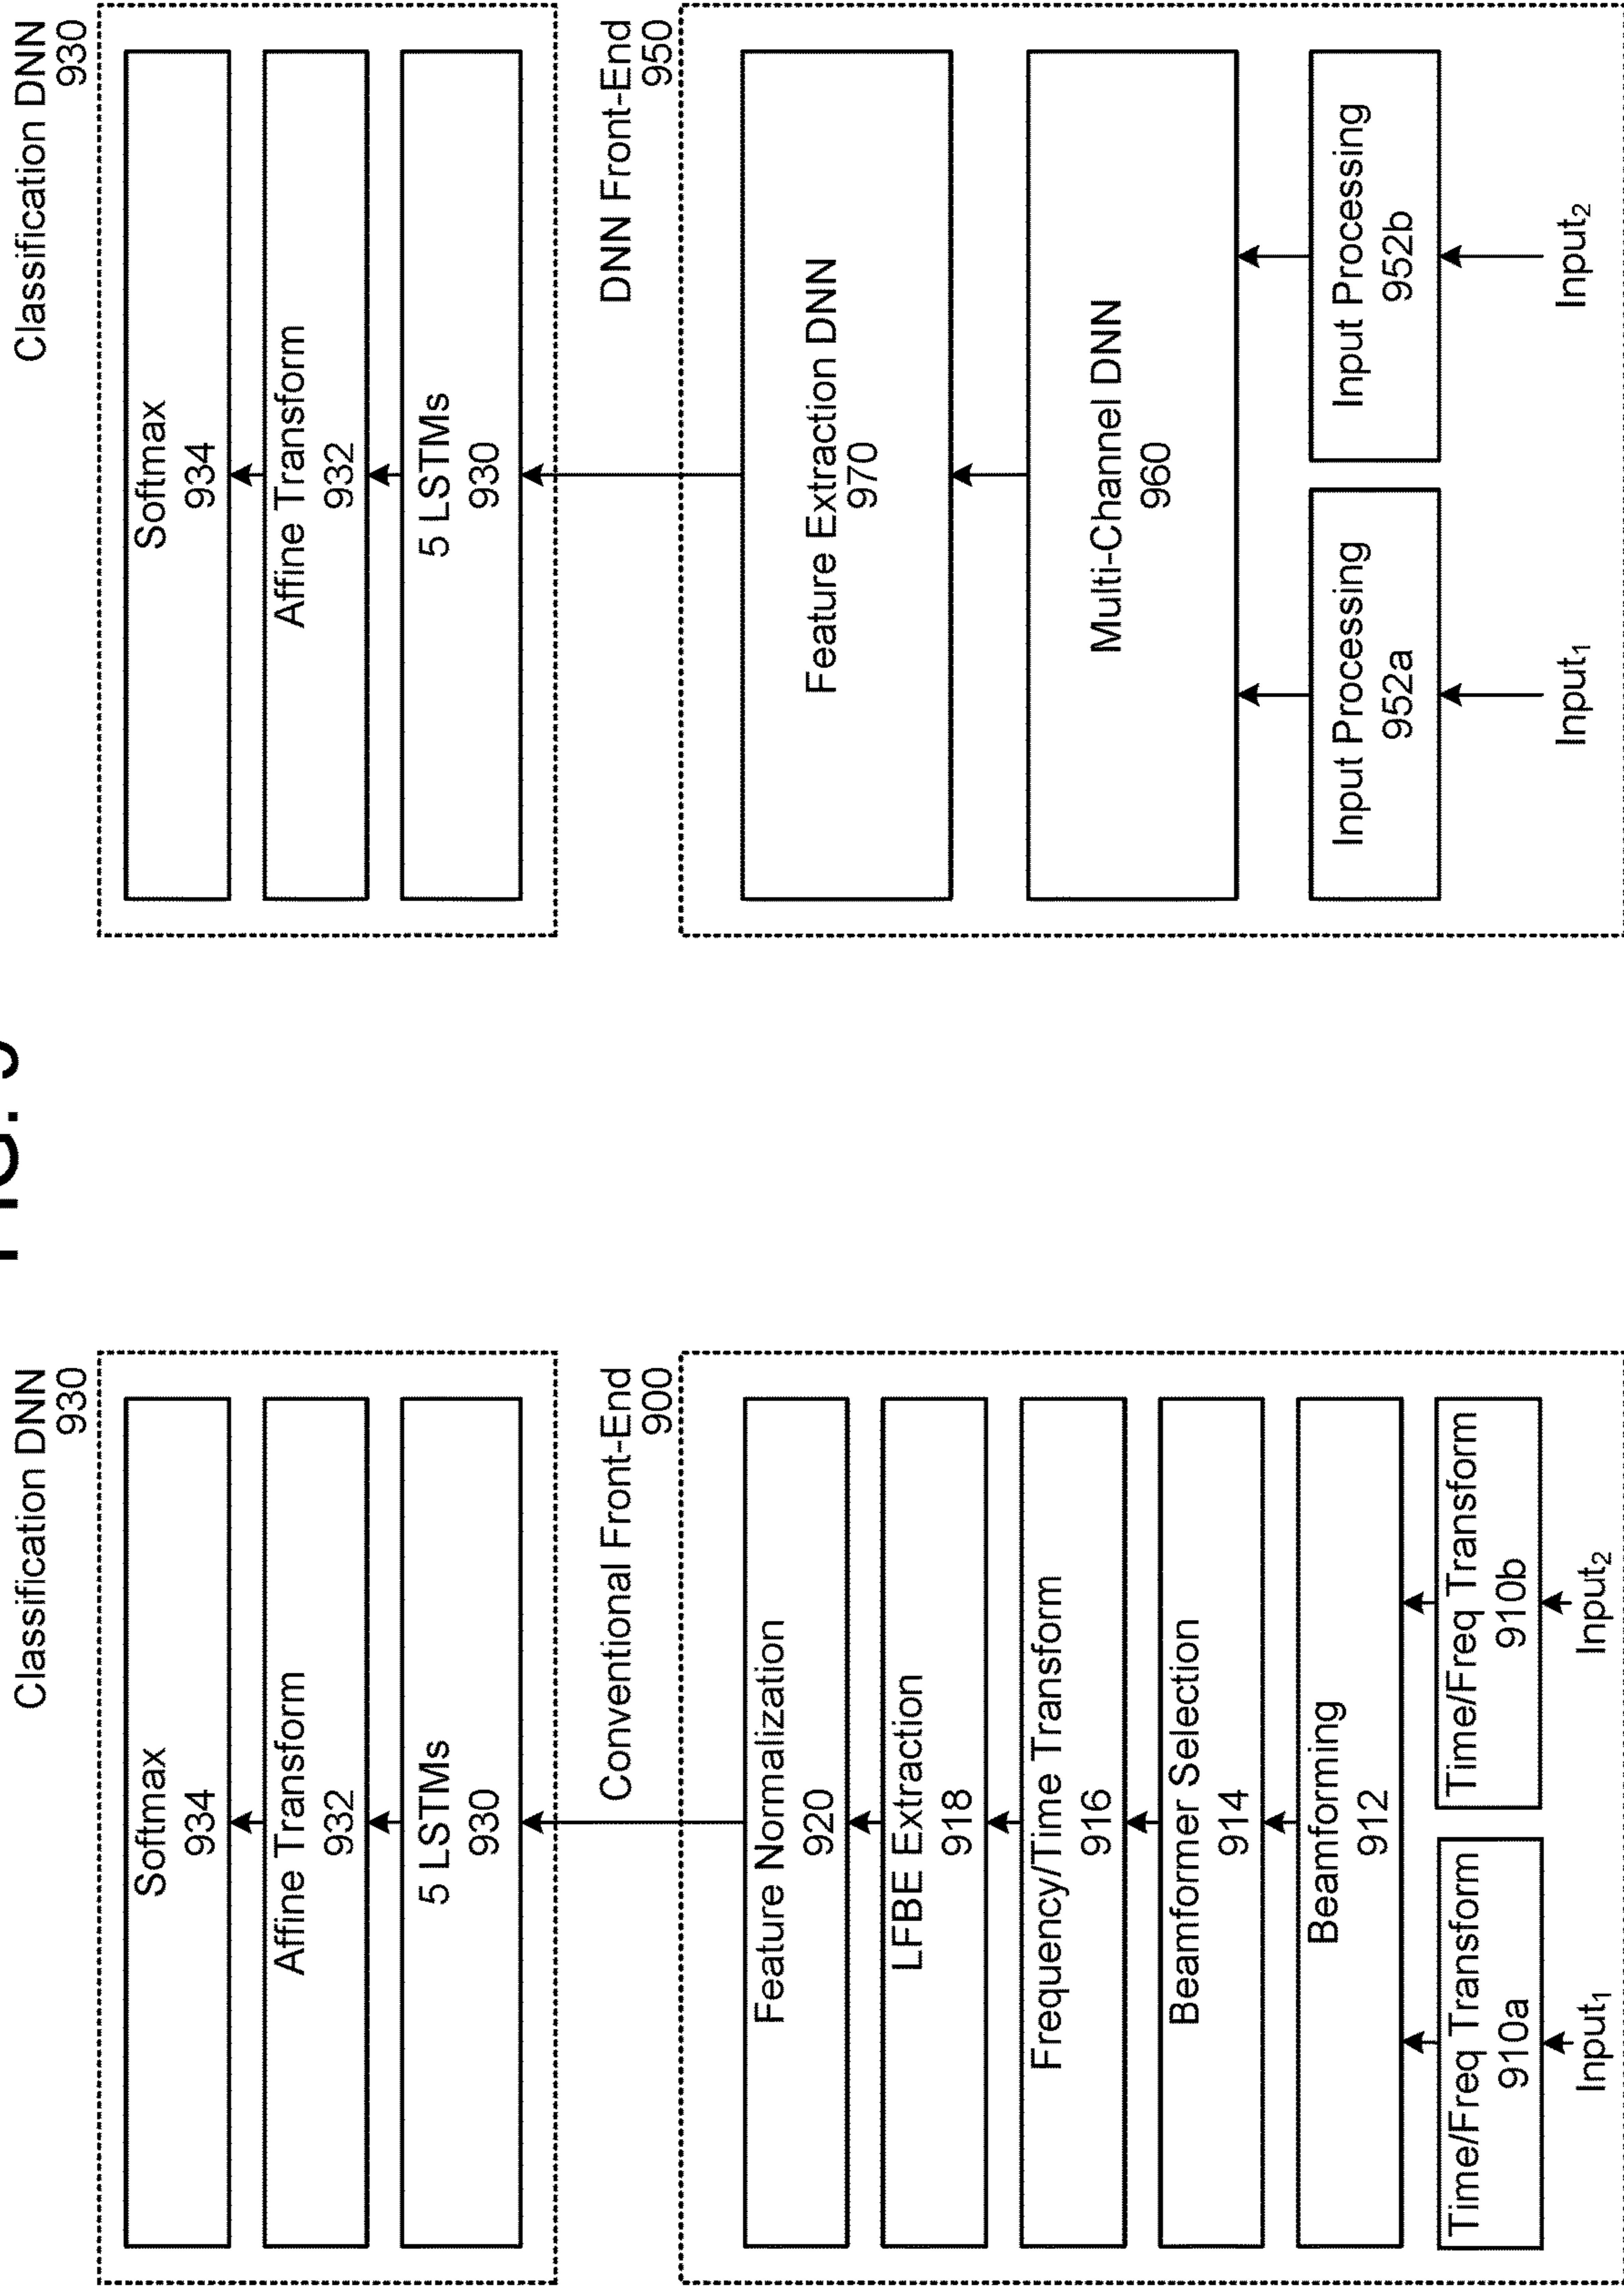 Classification DNN
930
Softmax
934
Affine Transform
932
5 LSTMs
930
Conventional Front-End
900
Feature Normalization
920
LFBE Extraction
918
Frequency/Time Transform
916
Beamformer Selection
914
Beamforming
912
Time/Freq Transform
910a
Time/Freq Transform
910b
Input₁
Input₂
Classification DNN
930
Softmax
934
Affine Transform
932
5 LSTMs
930
DNN Front-End
950
Feature Extraction DNN
970
Multi-Channel DNN
960
Input Processing
952a
Input Processing
952b
Input₁
Input₂